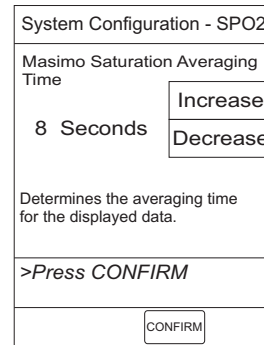 System Configuration - SPO2
Masimo Saturation Averaging
Time
Increase
8 Seconds
Decrease
Determines the averaging time
for the displayed data.
>Press CONFIRM
CONFIRM